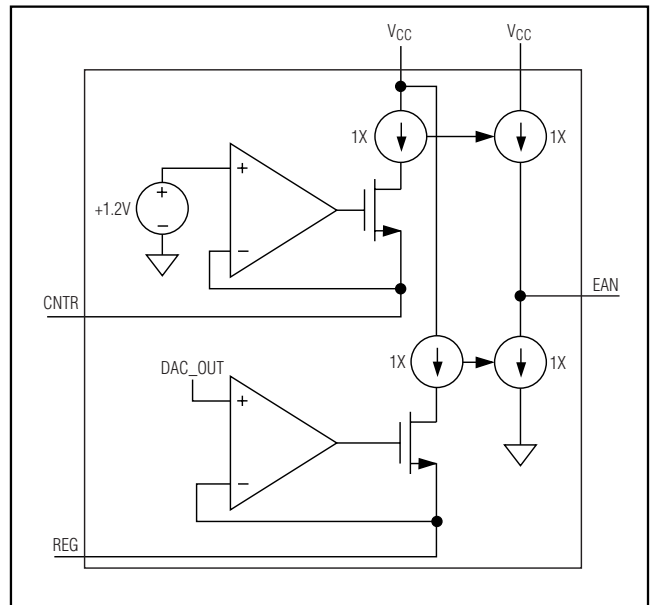 VCC VCC
1X 1X
+
+
+1.2V
−
−
CNTR
EAN
DAC_OUT
1X 1X
+
−
REG